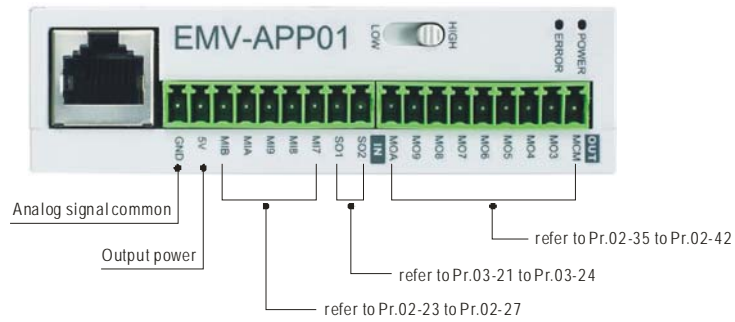 EMV-APP01
LOW
HIGH
ERROR
POWER
GND
5V
MIB
MIA
MI9
MI8
MI7
SO1
SO2
IN
MOA
MO9
MO8
MO7
MO6
MO5
MO4
MO3
MCM
OUT
Analog signal common
Output power
refer to Pr.02-35 to Pr.02-42
refer to Pr.03-21 to Pr.03-24
refer to Pr.02-23 to Pr.02-27